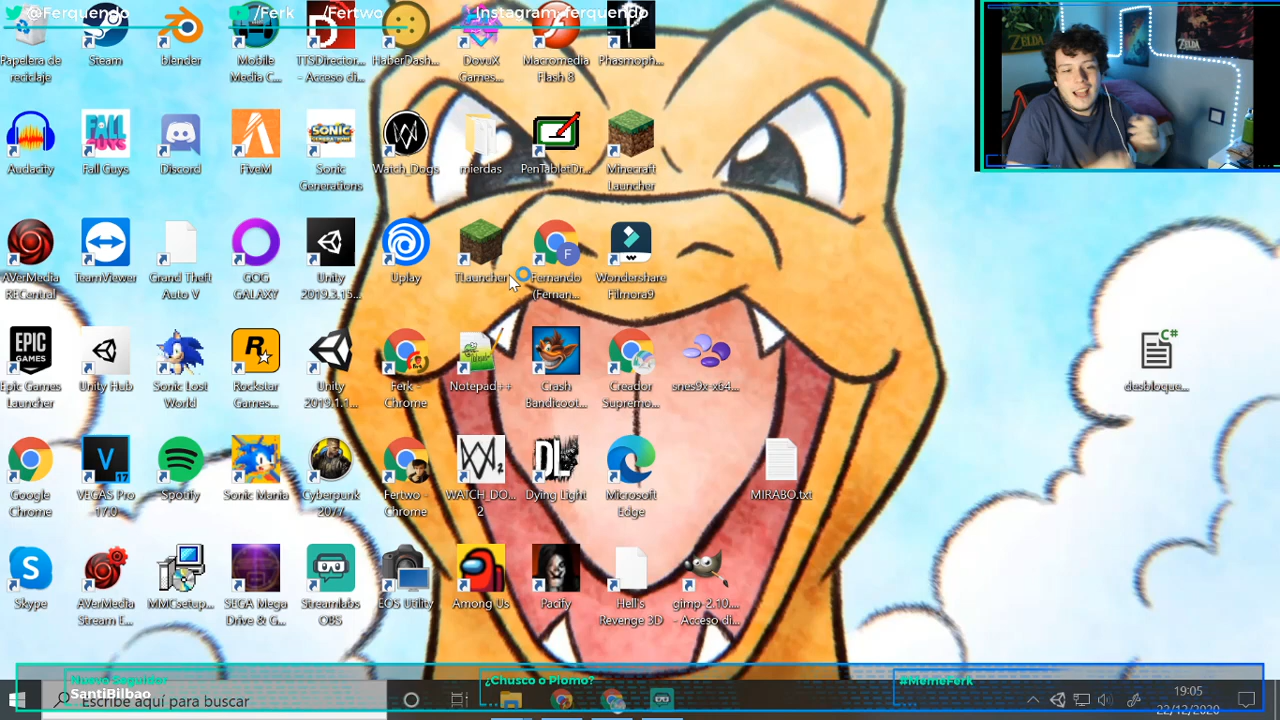 @Ferquendo
/Ferk
/Fertwo
Instagram-ferquendo
Papelera de
reciclaje
Steam
blender
Mobile
Media C...
TTSDirector...
- Acceso di...
HaberDash...
DovuX
Games...
Macromedia
Flash 8
Phasmoph...
Audacity
Fall Guys
Discord
FiveM
Sonic
Generations
Watch_Dogs
mierdas
PenTabletDr...
Minecraft
Launcher
AVerMedia
RECentral
TeamViewer
Grand Theft
Auto V
GOG
GALAXY
Unity
2019.3.15...
Uplay
TLauncher
Fernando
(Fernan...
Wondershare
Filmora9
Epic Games
Launcher
Unity Hub
Sonic Lost
World
Rockstar
Games...
Unity
2019.1.1...
Ferk -
Chrome
Notepad++
Crash
Bandicoot...
Creador
Supremo...
snes9x-x64...
desbloque...
Google
Chrome
VEGAS Pro
17.0
Spotify
Sonic Mania
Cyberpunk
2077
Fertwo -
Chrome
WATCH_DO...
2
Dying Light
Microsoft
Edge
MIRABO.txt
Skype
AVerMedia
Stream E...
MMCsetup...
SEGA Mega
Drive & G...
Streamlabs
OBS
EOS Utility
Among Us
Pacify
Hell's
Revenge 3D
gimp-2.10....
- Acceso di...
Nuevo Seguidor
SantiBilbao
Escribe aquí para buscar
¿Chusco o Plomo?
#MemeFerk
19:05
22/12/2020